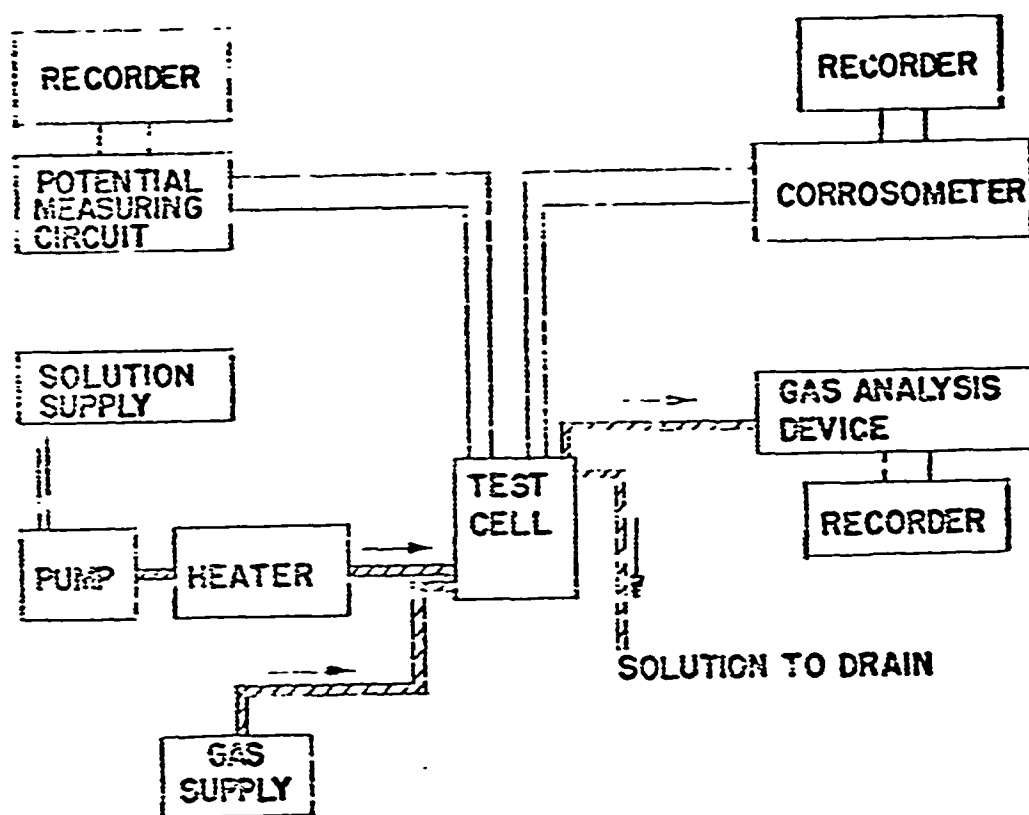 RECORDER
POTENTIAL
MEASURING
CIRCUIT
RECORDER
CORROSOMETER
SOLUTION
SUPPLY
GAS ANALYSIS
DEVICE
TEST
CELL
RECORDER
PUMP
HEATER
SOLUTION TO DRAIN
GAS
SUPPLY